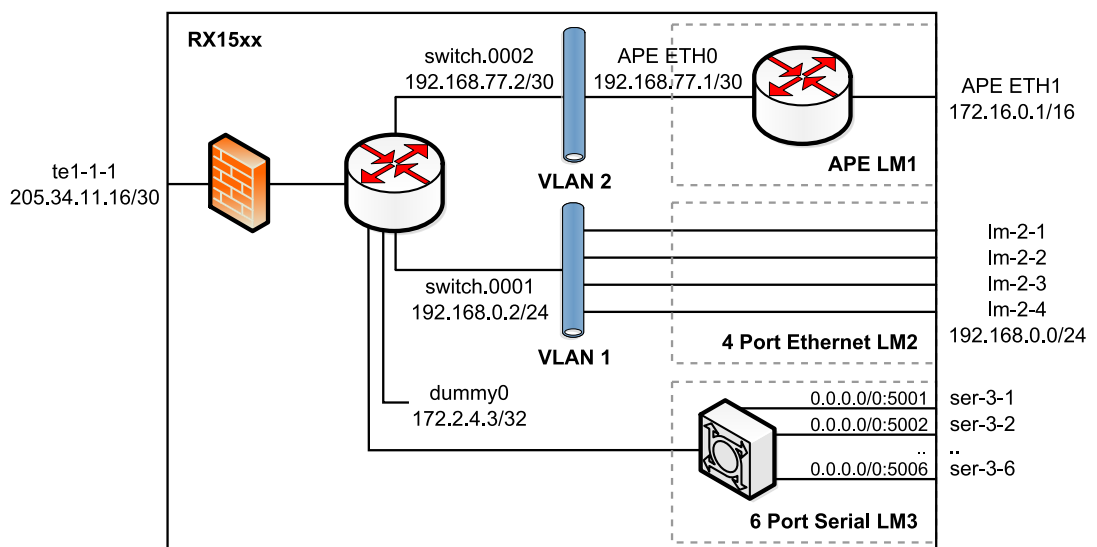 RX15xx
te1-1-1
205.34.11.16/30
switch.0002
192.168.77.2/30
APE ETH0
192.168.77.1/30
VLAN 2
APE LM1
APE ETH1
172.16.0.1/16
switch.0001
192.168.0.2/24
VLAN 1
lm-2-1
lm-2-2
lm-2-3
lm-2-4
192.168.0.0/24
4 Port Ethernet LM2
dummy0
172.2.4.3/32
0.0.0.0/0:5001 ser-3-1
0.0.0.0/0:5002 ser-3-2
.. ..
0.0.0.0/0:5006 ser-3-6
6 Port Serial LM3